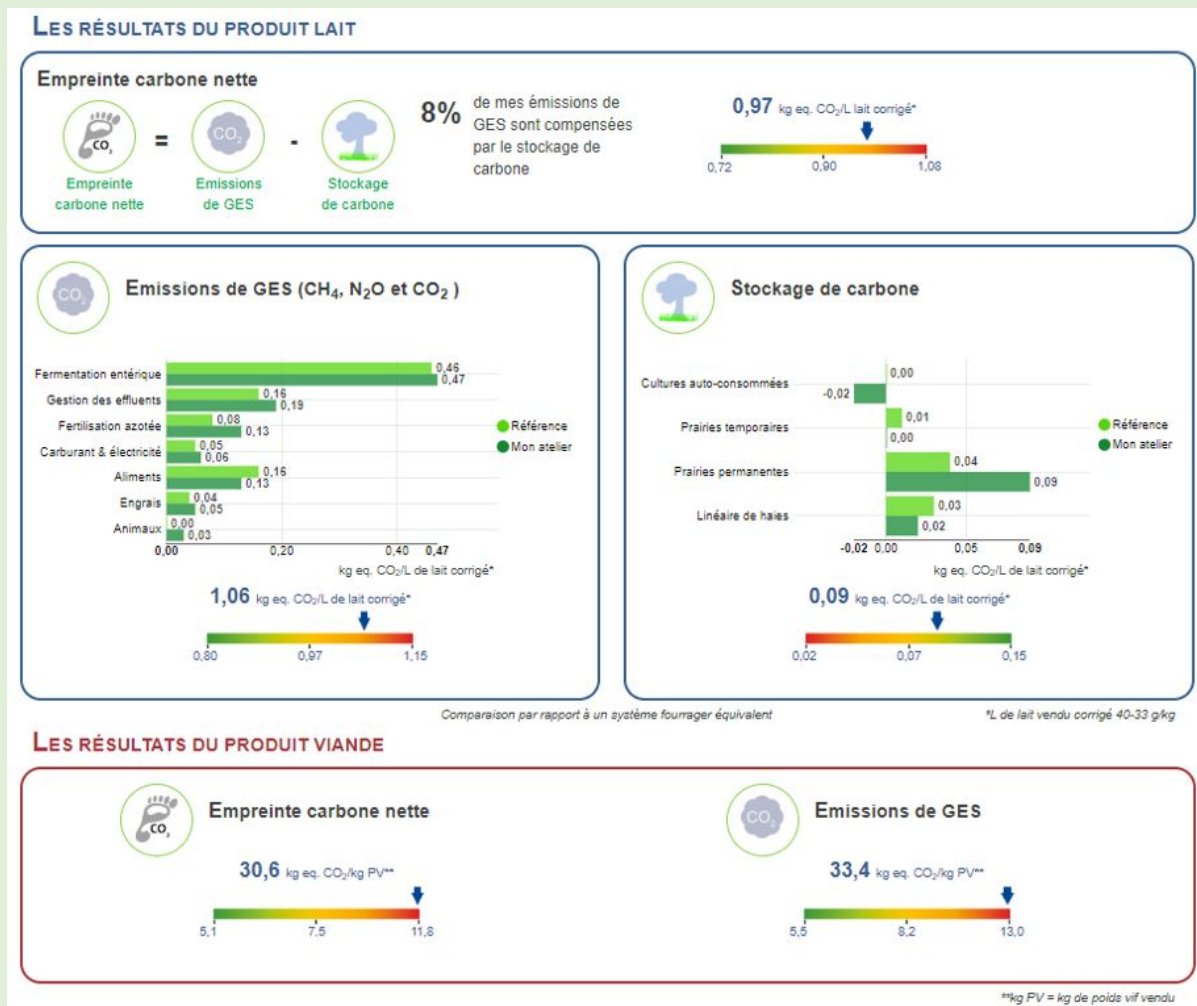 LES RÉSULTATS DU PRODUIT LAIT
Empreinte carbone nette
CO₂
Empreinte
carbone nette
=
CO₂
Emissions
de GES
-
Stockage
de carbone
8%
de mes émissions de
GES sont compensées
par le stockage de
carbone
0,97 kg eq. CO₂/L lait corrigé*
0,72 0,90 1,08
CO₂
Emissions de GES (CH₄, N₂O et CO₂ )
Fermentation entérique 0,46 0,47
Gestion des effluents 0,16 0,19
Fertilisation azotée 0,08 0,13
Carburant & électricité 0,05 0,06
Aliments 0,16 0,13
Engrais 0,04 0,05
Animaux 0,00 0,03
0,00 0,20 0,40 0,47
kg eq. CO₂/L de lait corrigé*
Référence
Mon atelier
1,06 kg eq. CO₂/L de lait corrigé*
0,80 0,97 1,15
Stockage de carbone
Cultures auto-consommées 0,00 -0,02
Prairies temporaires 0,01 0,00
Prairies permanentes 0,04 0,09
Linéaire de haies 0,03 0,02
-0,02 0,00 0,05 0,09
kg eq. CO₂/L de lait corrigé*
Référence
Mon atelier
0,09 kg eq. CO₂/L de lait corrigé*
0,02 0,07 0,15
Comparaison par rapport à un système fourrager équivalent
*L de lait vendu corrigé 40-33 g/kg
LES RÉSULTATS DU PRODUIT VIANDE
CO₂
Empreinte carbone nette
30,6 kg eq. CO₂/kg PV**
5,1 7,5 11,8
CO₂
Emissions de GES
33,4 kg eq. CO₂/kg PV**
5,5 8,2 13,0
**kg PV = kg de poids vif vendu